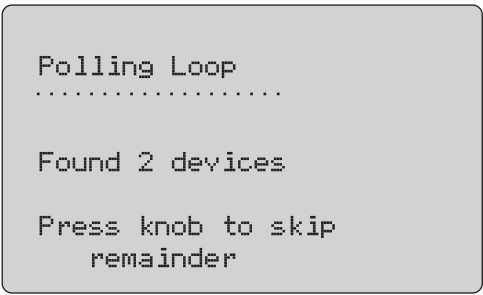 Polling Loop
...................
Found 2 devices
Press knob to skip
remainder